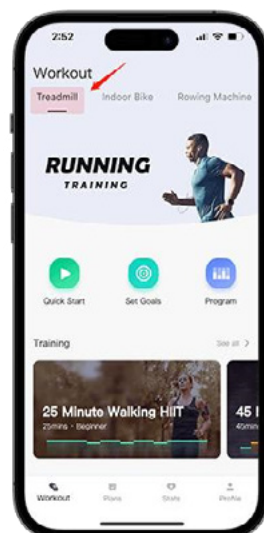 2:52
Workout
Treadmill Indoor Bike Rowing Machine
RUNNING
TRAINING
Quick Start Set Goals Program
Training See all >
25 Minute Walking HIIT 45
25mins - Beginner 45min
Workout Plans Stats Profile